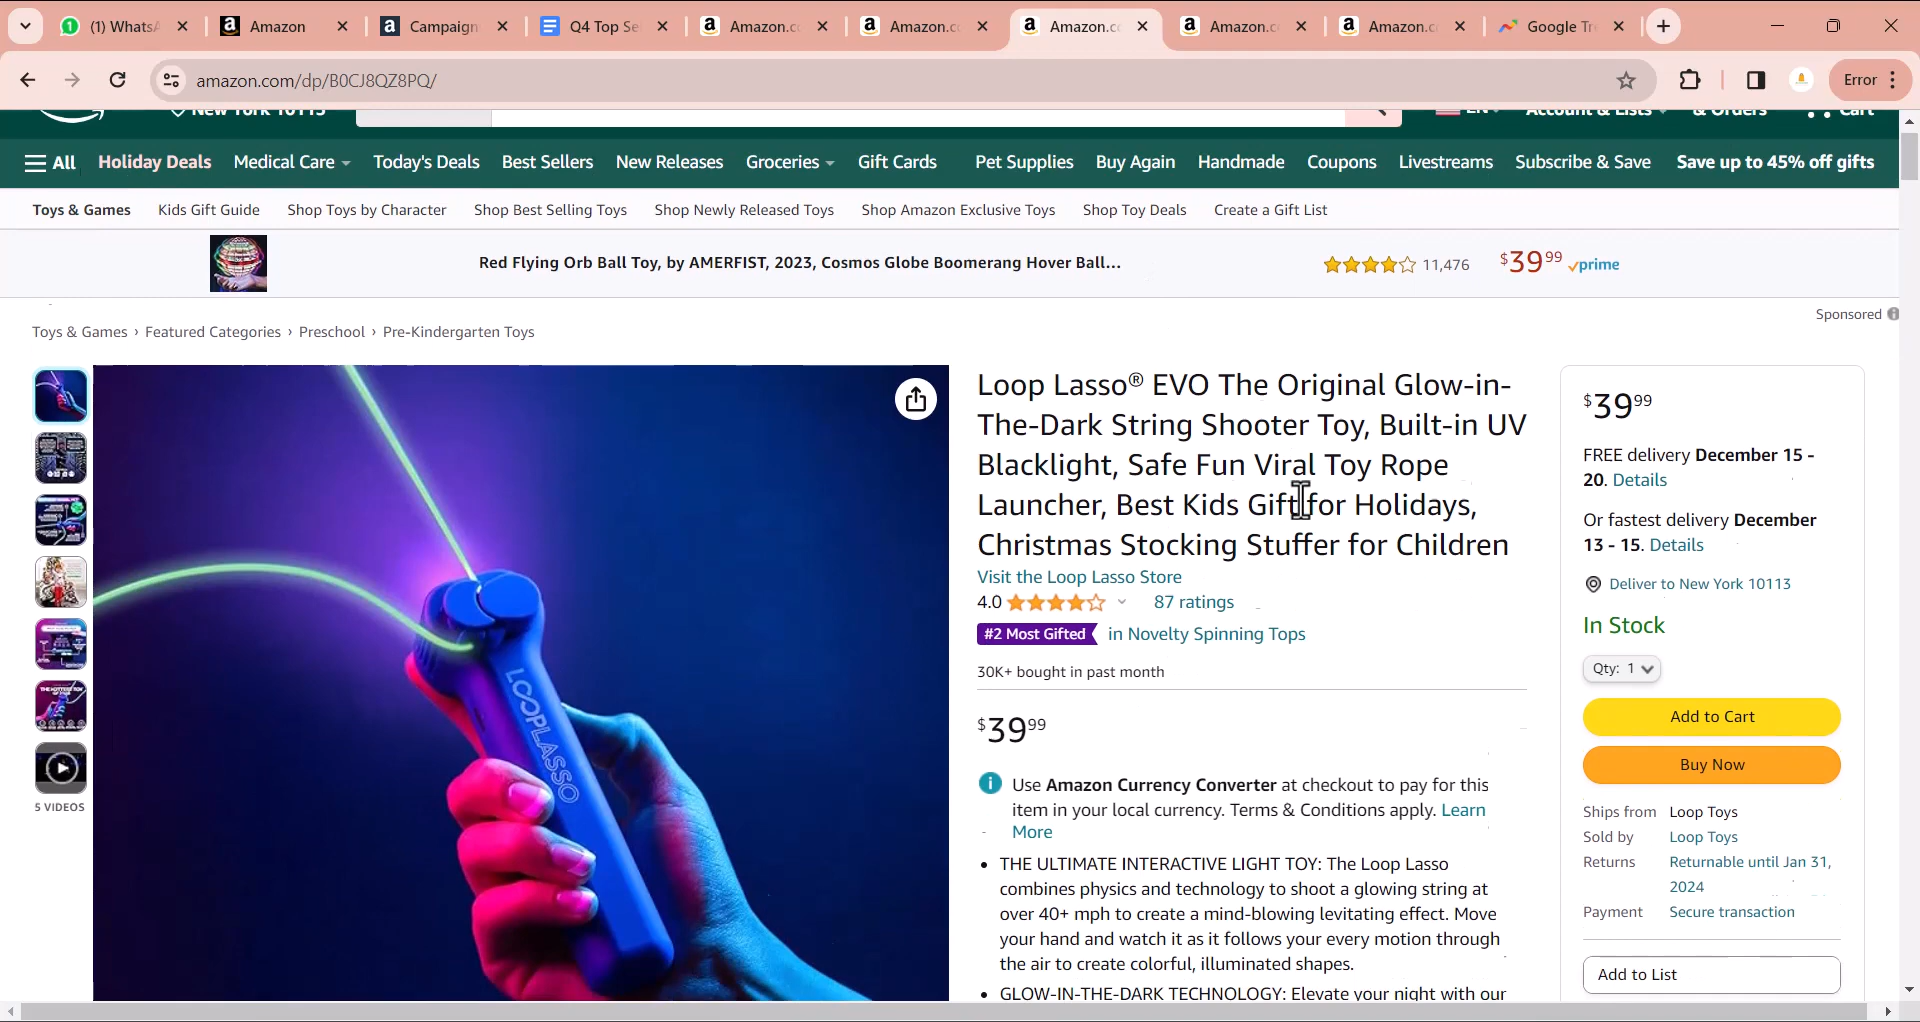 (1) WhatsA
Amazon
Campaign
Q4 Top Se
Amazon.co
Amazon.co
Amazon.co
Amazon.co
Amazon.co
Google Tr
amazon.com/dp/B0CJ8QZ8PQ/
Error
New York 10113
EN
Account & Lists
& Orders
Cart
All
Holiday Deals
Medical Care
Today's Deals
Best Sellers
New Releases
Groceries
Gift Cards
Pet Supplies
Buy Again
Handmade
Coupons
Livestreams
Subscribe & Save
Save up to 45% off gifts
Toys & Games
Kids Gift Guide
Shop Toys by Character
Shop Best Selling Toys
Shop Newly Released Toys
Shop Amazon Exclusive Toys
Shop Toy Deals
Create a Gift List
Red Flying Orb Ball Toy, by AMERFIST, 2023, Cosmos Globe Boomerang Hover Ball...
11,476
$39.99 prime
Sponsored
Toys & Games › Featured Categories › Preschool › Pre-Kindergarten Toys
5 VIDEOS
LOOPLASSO
Loop Lasso® EVO The Original Glow-in-
The-Dark String Shooter Toy, Built-in UV
Blacklight, Safe Fun Viral Toy Rope
Launcher, Best Kids Gift for Holidays,
Christmas Stocking Stuffer for Children
Visit the Loop Lasso Store
4.0
87 ratings
#2 Most Gifted in Novelty Spinning Tops
30K+ bought in past month
$39 99
Use Amazon Currency Converter at checkout to pay for this
item in your local currency. Terms & Conditions apply. Learn
More
• THE ULTIMATE INTERACTIVE LIGHT TOY: The Loop Lasso
combines physics and technology to shoot a glowing string at
over 40+ mph to create a mind-blowing levitating effect. Move
your hand and watch it as it follows your every motion through
the air to create colorful, illuminated shapes.
• GLOW-IN-THE-DARK TECHNOLOGY: Elevate your night with our
$39 99
FREE delivery December 15 -
20. Details
Or fastest delivery December
13 - 15. Details
Deliver to New York 10113
In Stock
Qty: 1
Add to Cart
Buy Now
Ships from Loop Toys
Sold by Loop Toys
Returns Returnable until Jan 31,
2024
Payment Secure transaction
Add to List